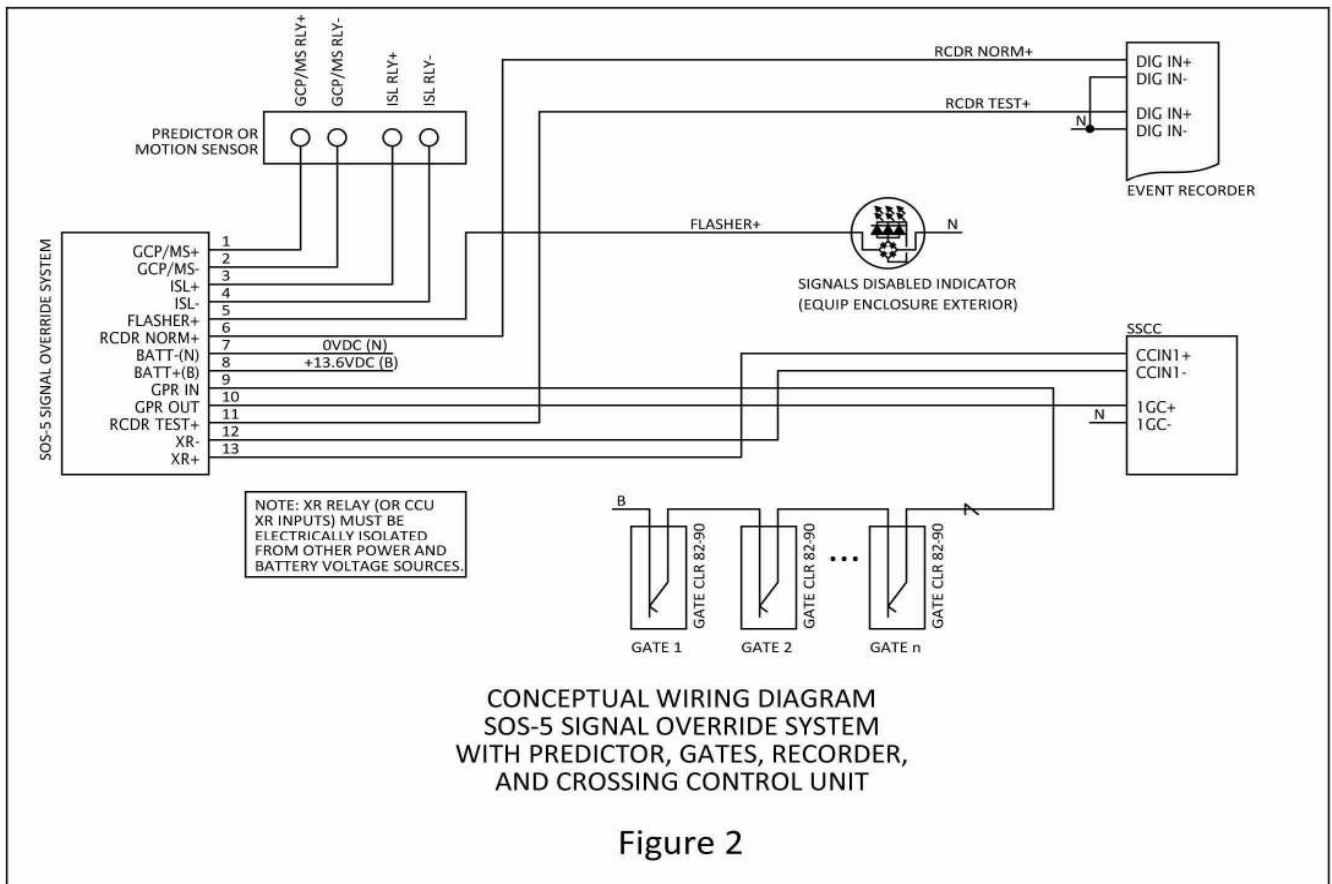 GCP/MS RLY+
GCP/MS RLY-
ISL RLY+
ISL RLY-
PREDICTOR OR
MOTION SENSOR
RCDR NORM+
RCDR TEST+
DIG IN+
DIG IN-
DIG IN+
DIG IN-
N
EVENT RECORDER
FLASHER+
N
SIGNALS DISABLED INDICATOR
(EQUIP ENCLOSURE EXTERIOR)
SOS-5 SIGNAL OVERRIDE SYSTEM
GCP/MS+ 1
GCP/MS- 2
ISL+ 3
ISL- 4
FLASHER+ 5
RCDR NORM+ 6
BATT-(N) 7 0VDC (N)
BATT+(B) 8 +13.6VDC (B)
GPR IN 9
GPR OUT 10
RCDR TEST+ 11
XR- 12
XR+ 13
SSCC
CCIN1+
CCIN1-
1GC+
N 1GC-
NOTE: XR RELAY (OR CCU
XR INPUTS) MUST BE
ELECTRICALLY ISOLATED
FROM OTHER POWER AND
BATTERY VOLTAGE SOURCES.
B
GATE CLR 82-90
GATE CLR 82-90
GATE CLR 82-90
GATE 1
GATE 2
GATE n
CONCEPTUAL WIRING DIAGRAM
SOS-5 SIGNAL OVERRIDE SYSTEM
WITH PREDICTOR, GATES, RECORDER,
AND CROSSING CONTROL UNIT
Figure 2